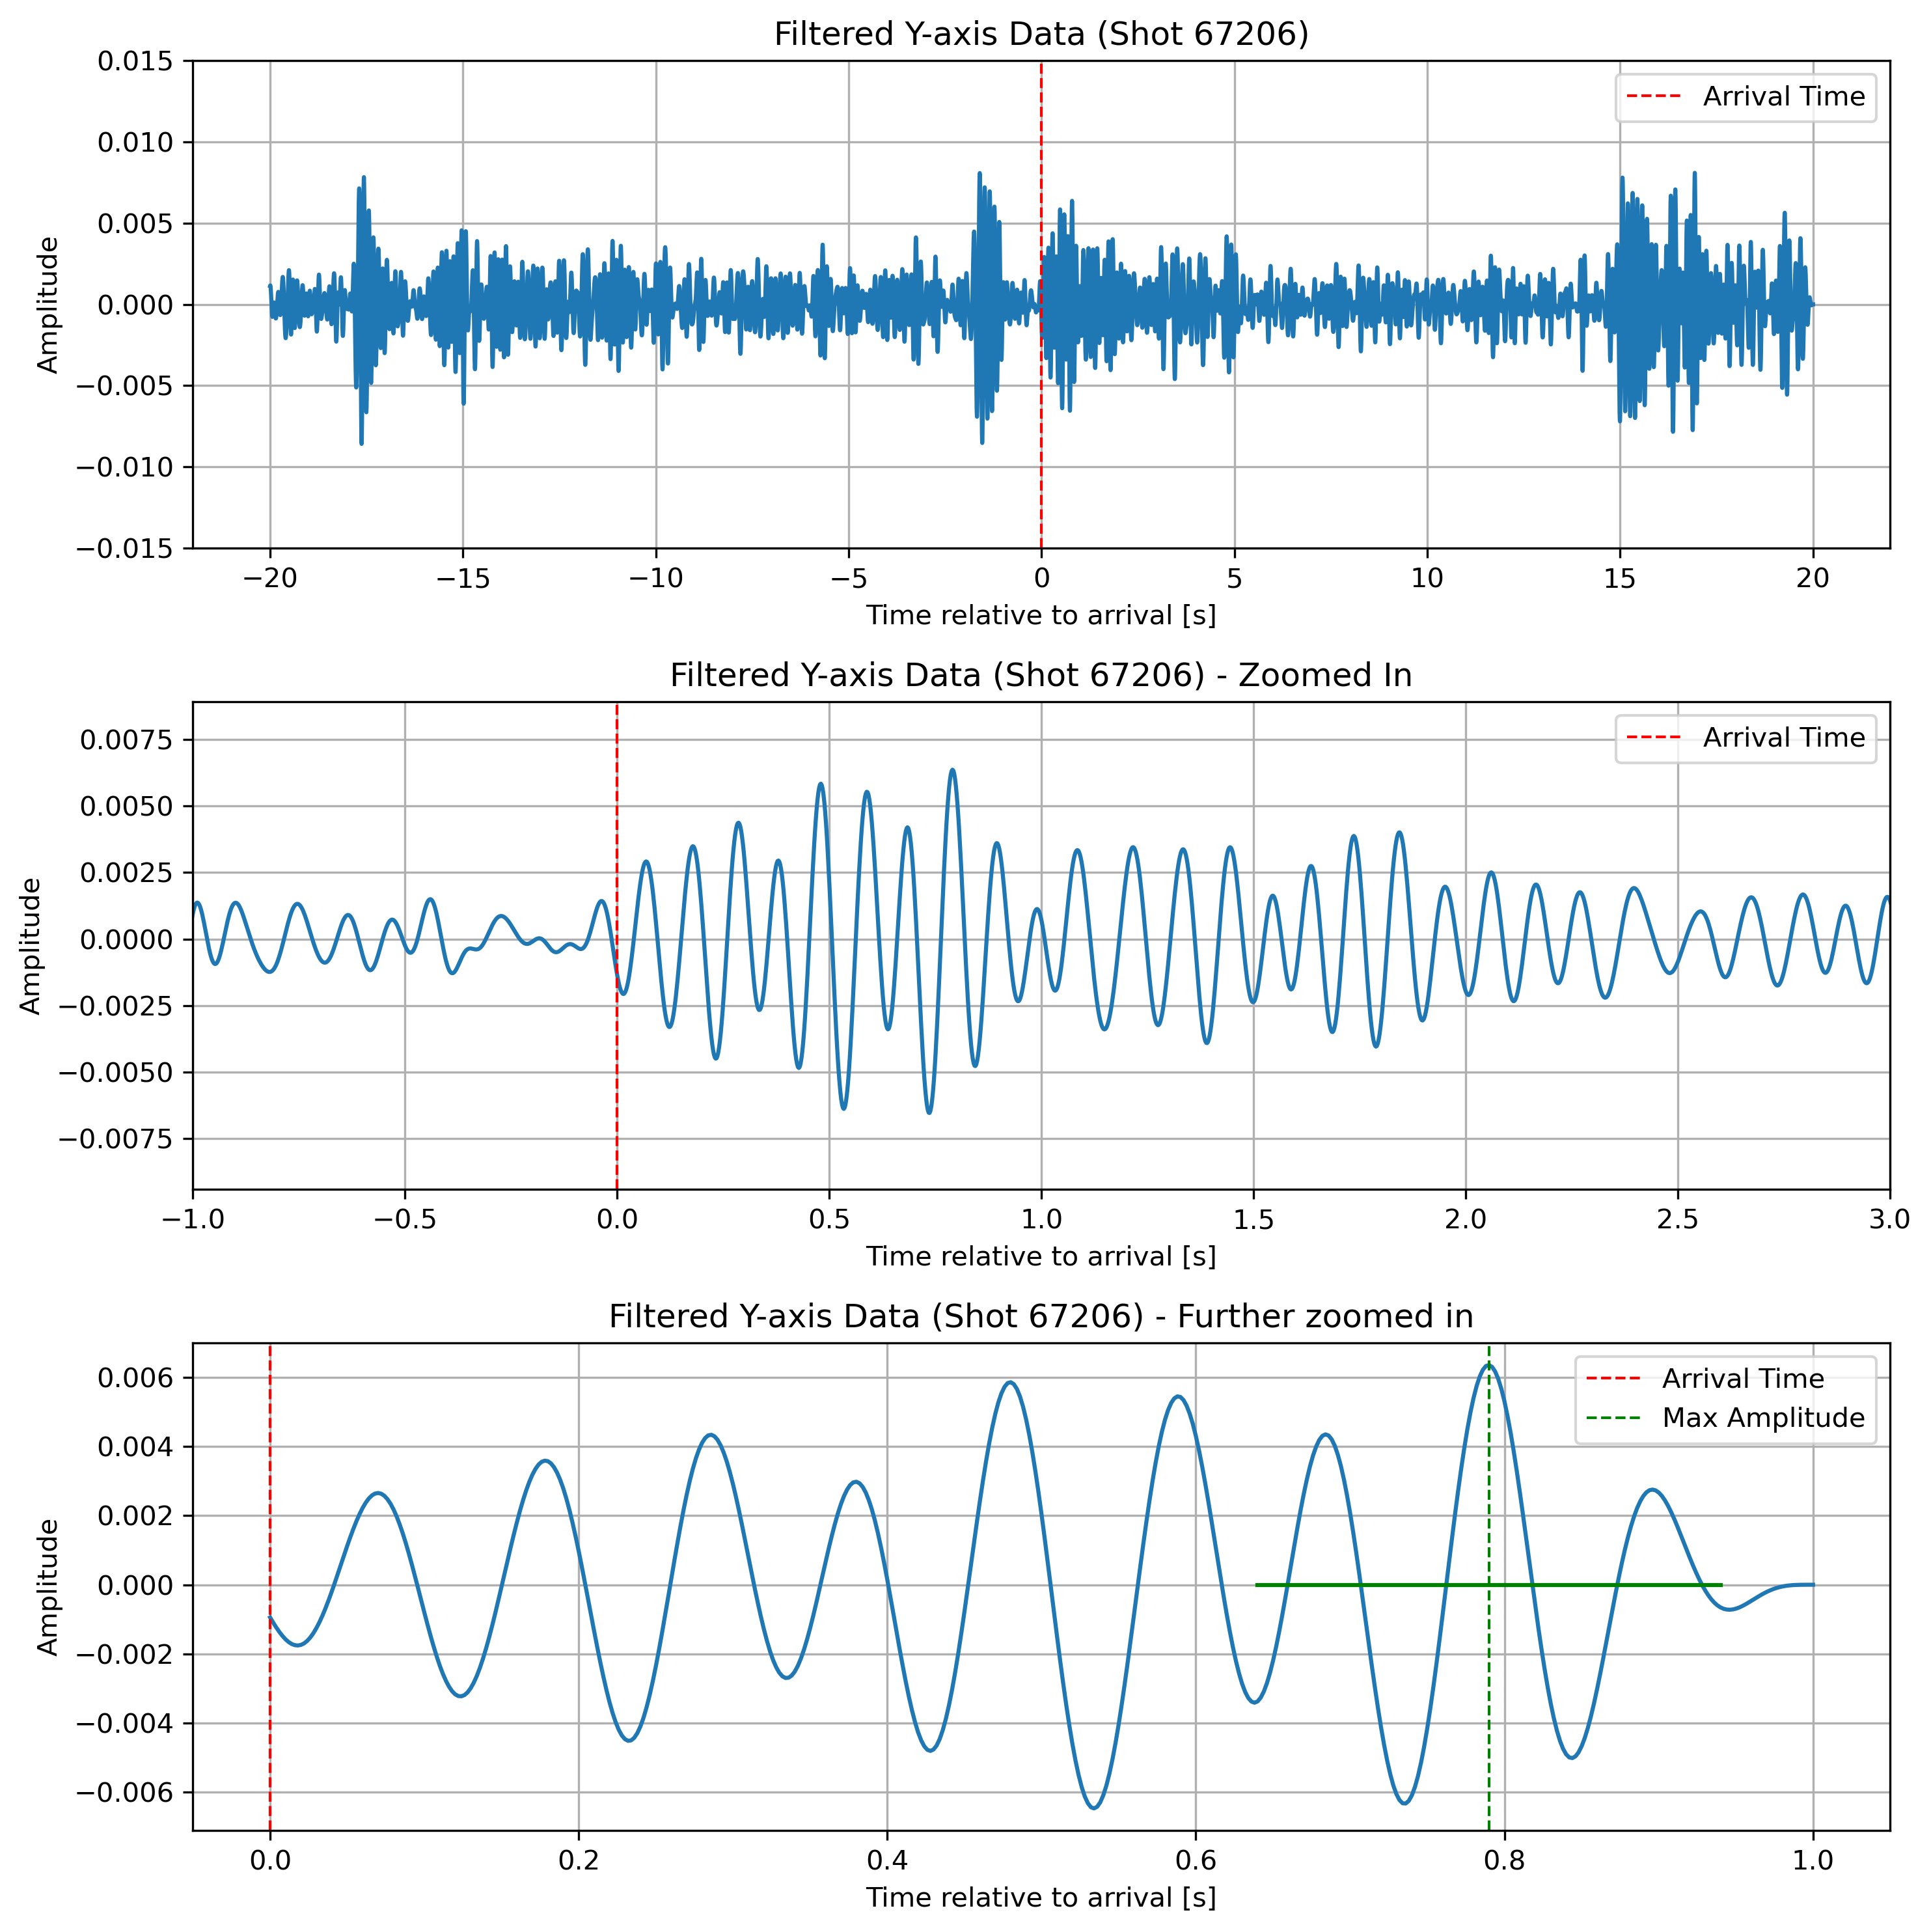 Filtered Y-axis Data (Shot 67206)
0.015
0.010
0.005
0.000
−0.005
−0.010
−0.015
Amplitude
Arrival Time
−20 −15 −10 −5 0 5 10 15 20
Time relative to arrival [s]
Filtered Y-axis Data (Shot 67206) - Zoomed In
0.0075
0.0050
0.0025
0.0000
−0.0025
−0.0050
−0.0075
Amplitude
Arrival Time
−1.0 −0.5 0.0 0.5 1.0 1.5 2.0 2.5 3.0
Time relative to arrival [s]
Filtered Y-axis Data (Shot 67206) - Further zoomed in
0.006
0.004
0.002
0.000
−0.002
−0.004
−0.006
Amplitude
Arrival Time
Max Amplitude
0.0 0.2 0.4 0.6 0.8 1.0
Time relative to arrival [s]